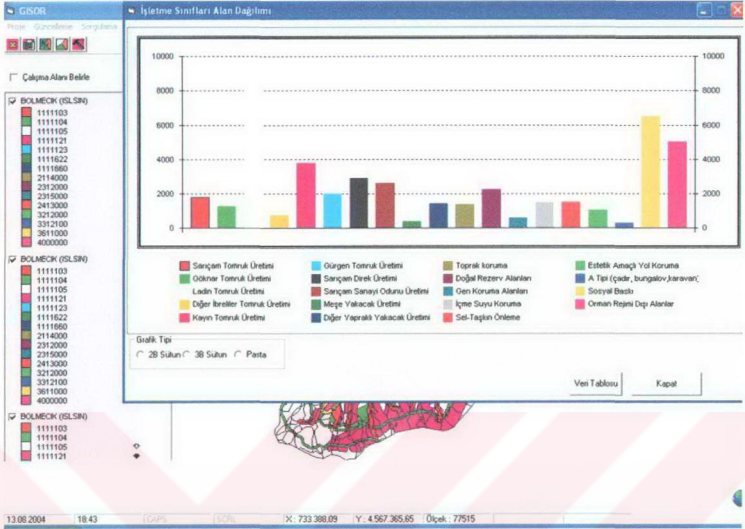 GISOR
İşletme Sınıfları Alan Dağılımı
Proje Güncelleme Sorgulama
Çalışma Alanı Belirle
BOLMECIK (ISLSIN)
1111103
1111104
1111105
1111121
1111123
1111622
1111660
2114000
2312000
2315000
2413000
3212000
3312100
3611000
4000000
BOLMECIK (ISLSIN)
1111103
1111104
1111105
1111121
1111123
1111622
1111660
2114000
2312000
2315000
2413000
3212000
3312100
3611000
4000000
BOLMECIK (ISLSIN)
1111103
1111104
1111105
1111121
10000
8000
6000
4000
2000
0
10000
8000
6000
4000
2000
0
Sarıçam Tomruk Üretimi
Göknar Tomruk Üretimi
Ladin Tomruk Üretimi
Diğer İbreliler Tomruk Üretimi
Kayın Tomruk Üretimi
Gürgen Tomruk Üretimi
Sarıçam Direk Üretimi
Sarıçam Sanayi Odunu Üretimi
Meşe Yakacak Üretimi
Diğer Yapraklı Yakacak Üretimi
Toprak koruma
Doğal Rezerv Alanları
Gen Koruma Alanları
İçme Suyu Koruma
Sel-Taşkın Önleme
Estetik Amaçlı Yol Koruma
A Tipi (çadır, bungalov,karavan)
Sosyal Baskı
Orman Rejimi Dışı Alanlar
Grafik Tipi
2B Sütun 3B Sütun Pasta
Veri Tablosu Kapat
13.08.2004 18:43 CAPS SCRL X : 733.388,09 Y : 4.567.365,65 Ölçek : 77515